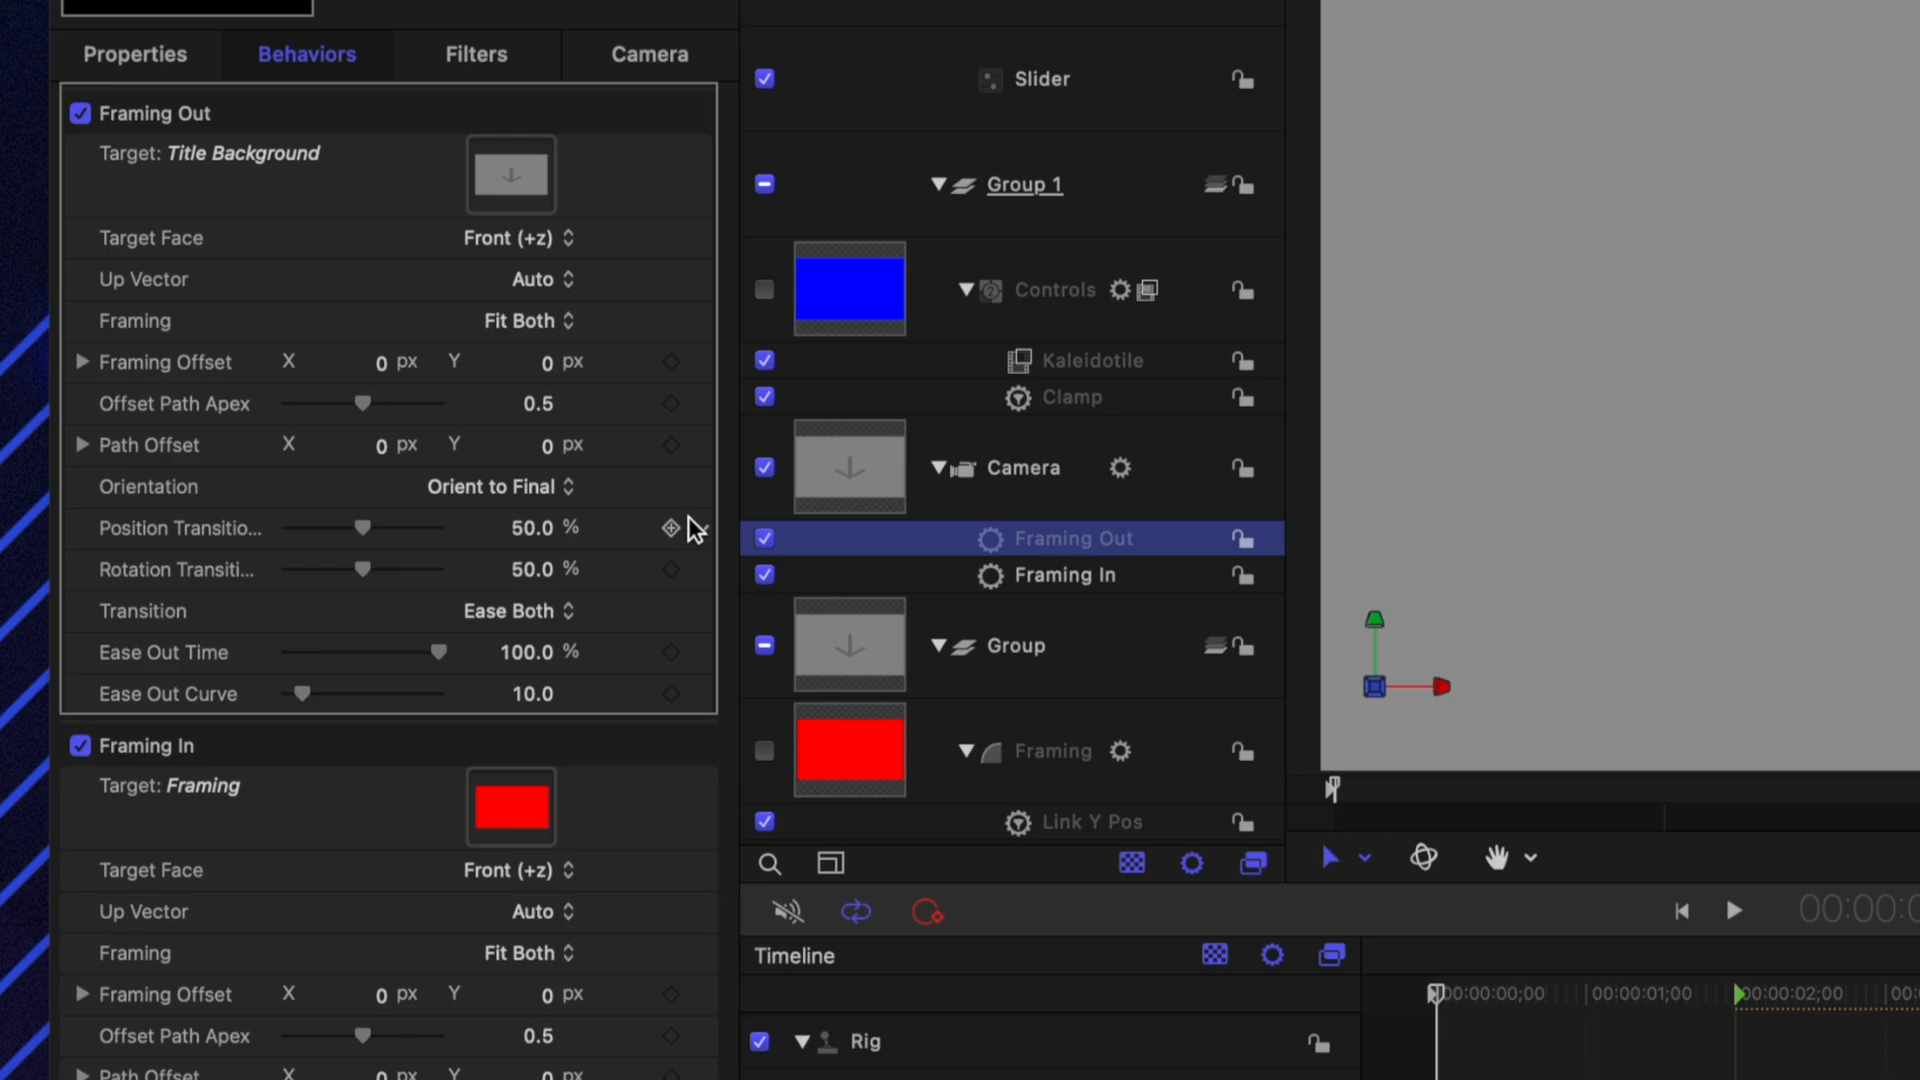 Properties
Behaviors
Filters
Camera
Framing Out
Target: Title Background
Target Face Front (+z)
Up Vector Auto
Framing Fit Both
Framing Offset X 0 px Y 0 px
Offset Path Apex 0.5
Path Offset X 0 px Y 0 px
Orientation Orient to Final
Position Transitio... 50.0 %
Rotation Transiti... 50.0 %
Transition Ease Both
Ease Out Time 100.0 %
Ease Out Curve 10.0
Framing In
Target: Framing
Target Face Front (+z)
Up Vector Auto
Framing Fit Both
Framing Offset X 0 px Y 0 px
Offset Path Apex 0.5
Path Offset X 0 px Y 0 px
Slider
Group 1
Controls
Kaleidotile
Clamp
Camera
Framing Out
Framing In
Group
Framing
Link Y Pos
Timeline
00:00:00;00 00:00:01;00 00:00:02;00
Rig